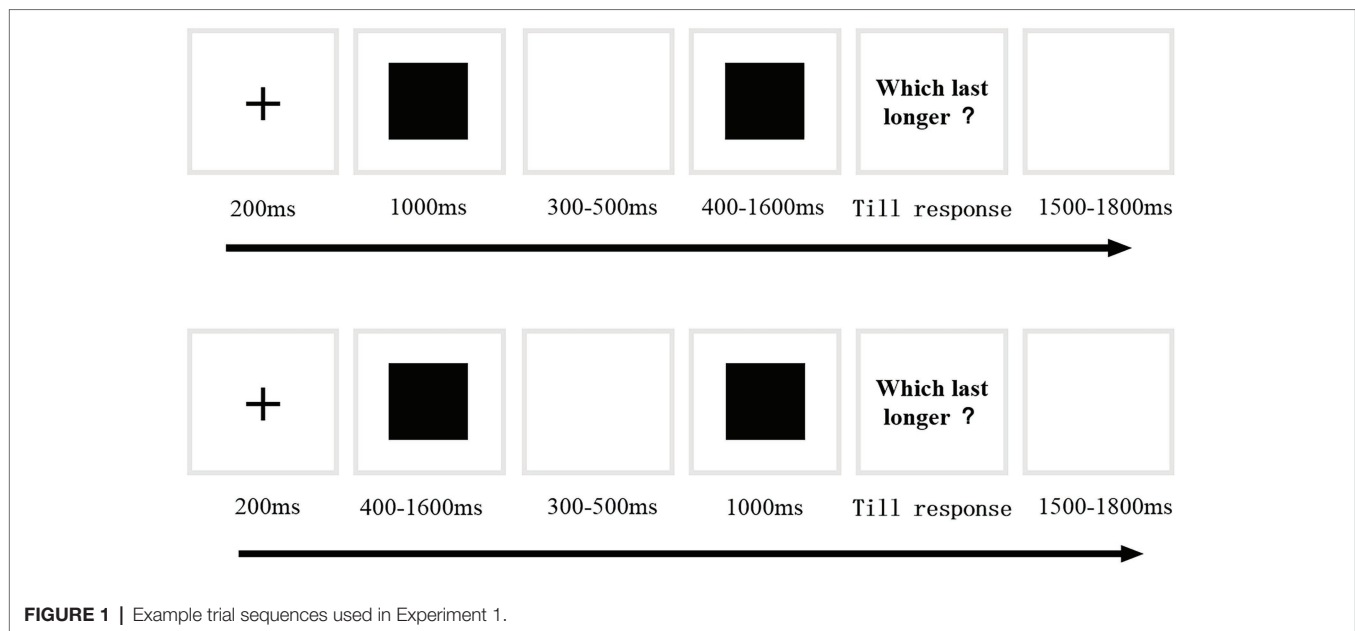 Which last
longer ?
200ms 1000ms 300-500ms 400-1600ms Till response 1500-1800ms
Which last
longer ?
200ms 400-1600ms 300-500ms 1000ms Till response 1500-1800ms
FIGURE 1 | Example trial sequences used in Experiment 1.